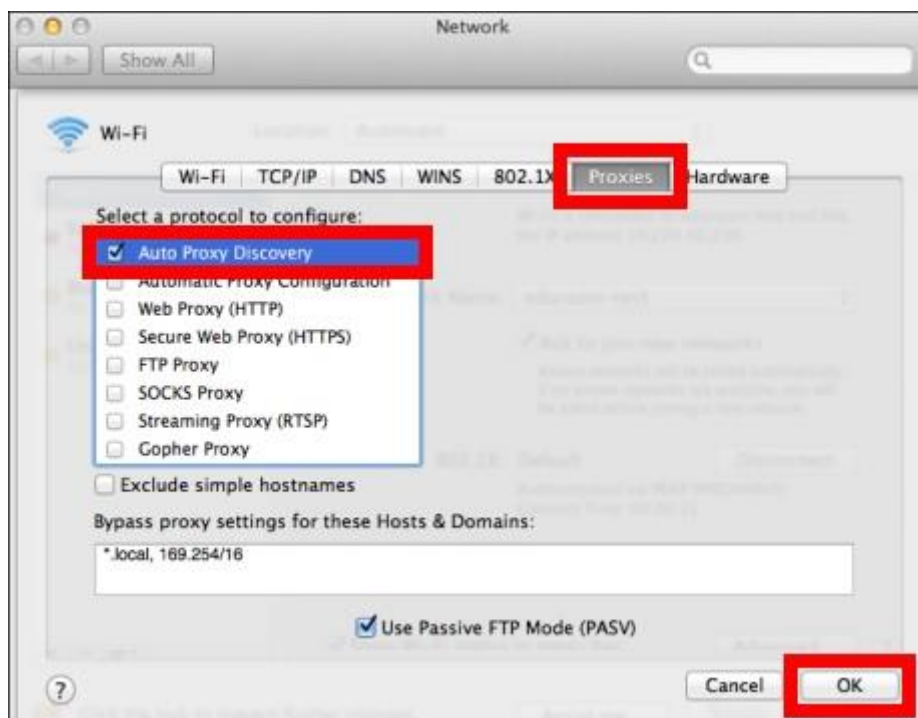 Network
Show All
Wi-Fi
Wi-Fi TCP/IP DNS WINS 802.1X Proxies Hardware
Select a protocol to configure:
Auto Proxy Discovery
Automatic Proxy Configuration
Web Proxy (HTTP)
Secure Web Proxy (HTTPS)
FTP Proxy
SOCKS Proxy
Streaming Proxy (RTSP)
Gopher Proxy
Exclude simple hostnames
Bypass proxy settings for these Hosts & Domains:
*.local, 169.254/16
Use Passive FTP Mode (PASV)
? Cancel OK